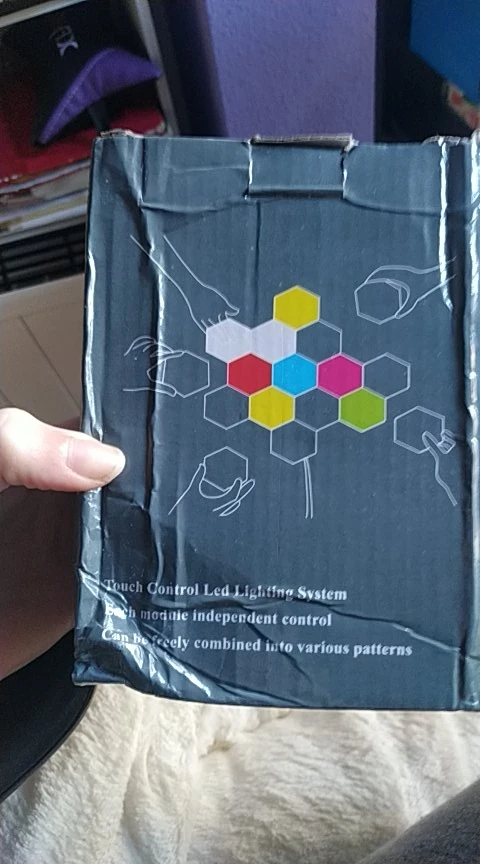 Touch Control Led Lighting System
Each module independent control
Can be freely combined into various patterns